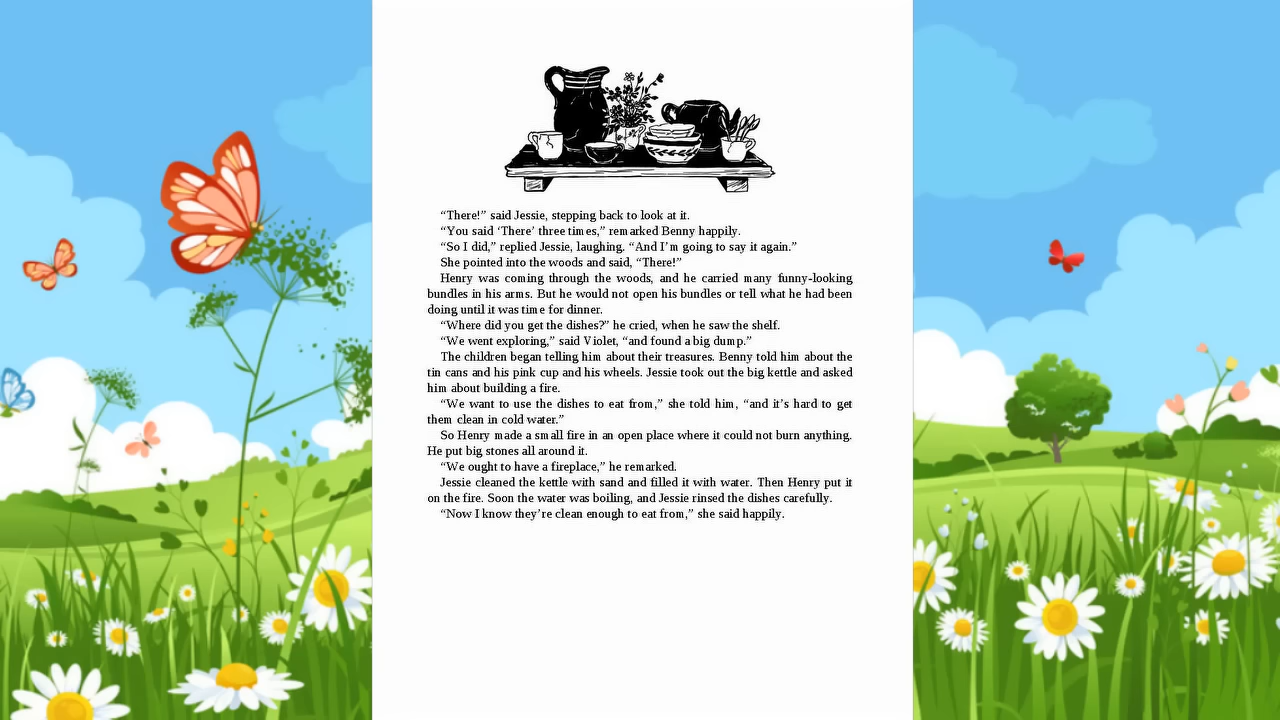 “There!” said Jessie, stepping back to look at it.
“You said ‘There’ three times,” remarked Benny happily.
“So I did,” replied Jessie, laughing. “And I’m going to say it again.”
She pointed into the woods and said, “There!”
Henry was coming through the woods, and he carried many funny-looking
bundles in his arms. But he would not open his bundles or tell what he had been
doing until it was time for dinner.
“Where did you get the dishes?” he cried, when he saw the shelf.
“We went exploring,” said Violet, “and found a big dump.”
The children began telling him about their treasures. Benny told him about the
tin cans and his pink cup and his wheels. Jessie took out the big kettle and asked
him about building a fire.
“We want to use the dishes to eat from,” she told him, “and it’s hard to get
them clean in cold water.”
So Henry made a small fire in an open place where it could not burn anything.
He put big stones all around it.
“We ought to have a fireplace,” he remarked.
Jessie cleaned the kettle with sand and filled it with water. Then Henry put it
on the fire. Soon the water was boiling, and Jessie rinsed the dishes carefully.
“Now I know they’re clean enough to eat from,” she said happily.